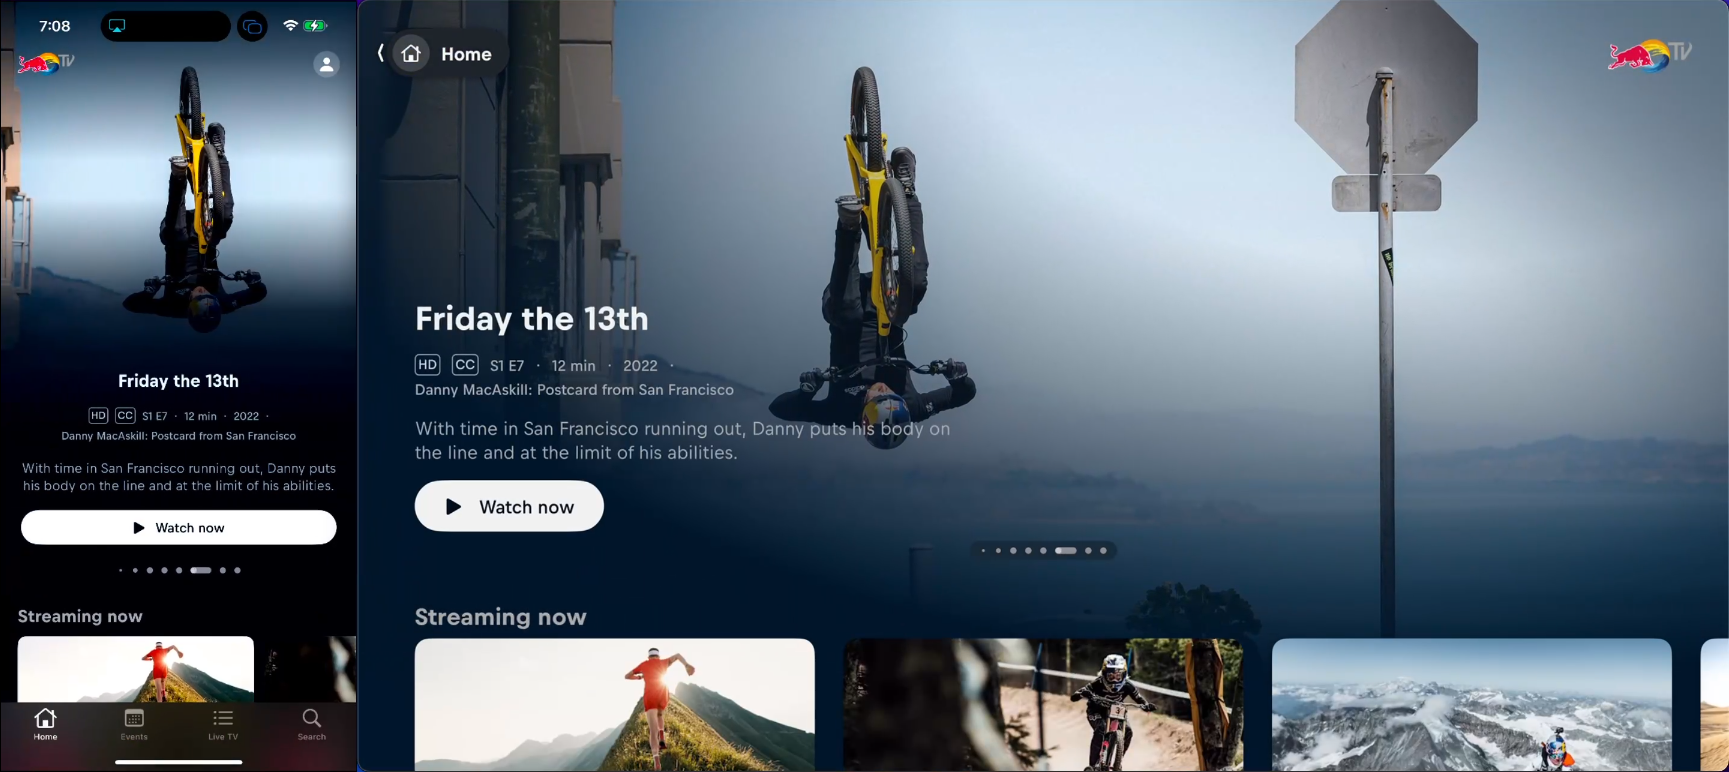 7:08
TV
Friday the 13th
HD CC S1 E7 · 12 min · 2022 ·
Danny MacAskill: Postcard from San Francisco
With time in San Francisco running out, Danny puts
his body on the line and at the limit of his abilities.
Watch now
Streaming now
Home Events Live TV Search
Home
TV
Friday the 13th
HD CC S1 E7 · 12 min · 2022 ·
Danny MacAskill: Postcard from San Francisco
With time in San Francisco running out, Danny puts his body on
the line and at the limit of his abilities.
Watch now
Streaming now
3